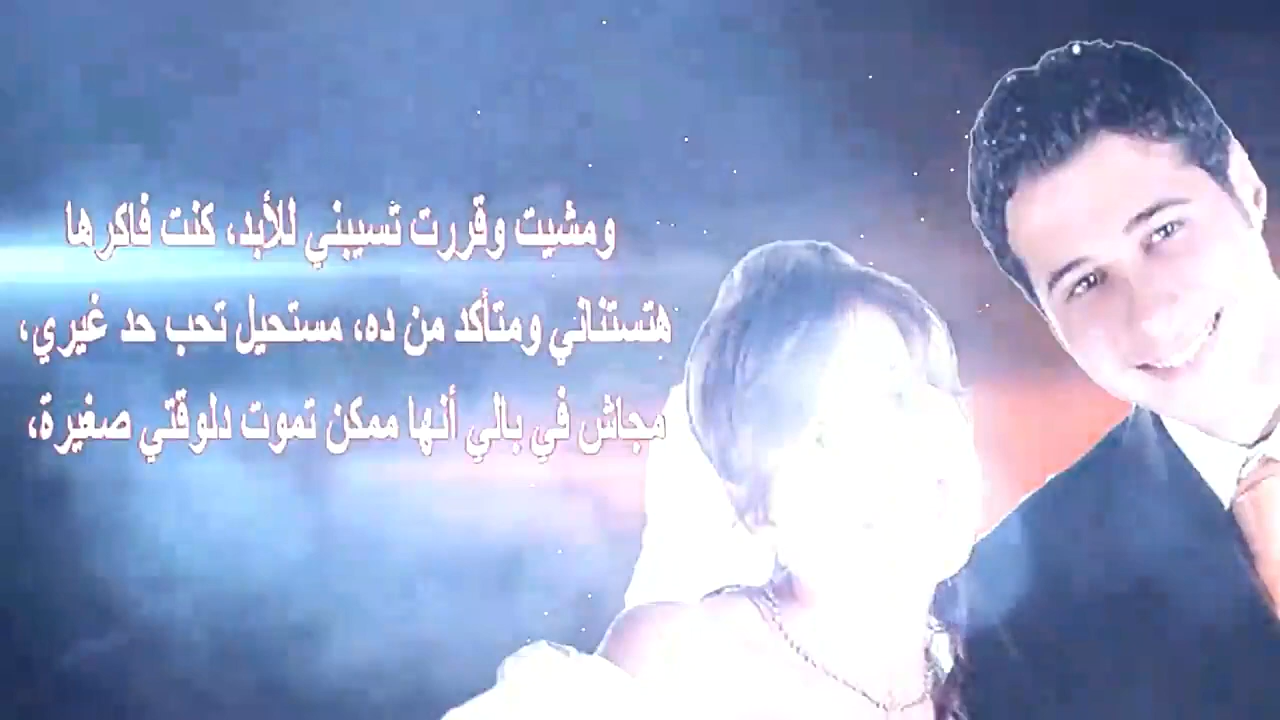 ومشيت وقررت تسيبني للأبد، كنت فاكرها
هتستناني ومتأكد من ده، مستحيل تحب حد غيري،
مجاش في بالي أنها ممكن تموت دلوقتي صغيرة،